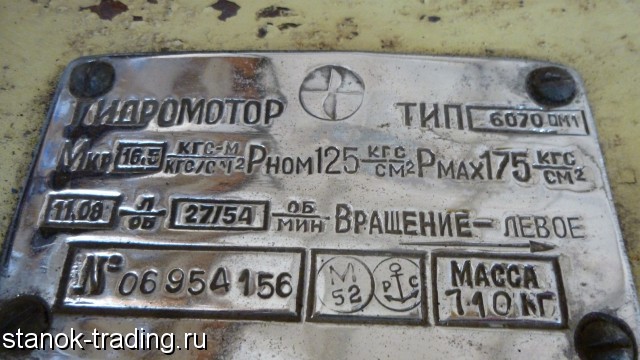 ГИДРОМОТОР ТИП 6070 ОМ1
Мкр 16.5 кгс-м кгс/см2 Рном 125 кгс/см2 Рмах 175 кгс/см2
11.08 л/об 27/54 об/мин ВРАЩЕНИЕ - ЛЕВОЕ
№ 06954156 М 52 РС МАССА
710 кг
stanok-trading.ru